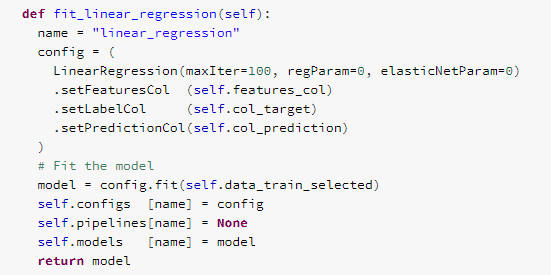 def fit_linear_regression(self):
  name = "linear_regression"
  config = (
    LinearRegression(maxIter=100, regParam=0, elasticNetParam=0)
    .setFeaturesCol  (self.features_col)
    .setLabelCol     (self.col_target)
    .setPredictionCol(self.col_prediction)
  )
  # Fit the model
  model = config.fit(self.data_train_selected)
  self.configs  [name] = config
  self.pipelines[name] = None
  self.models   [name] = model
  return model